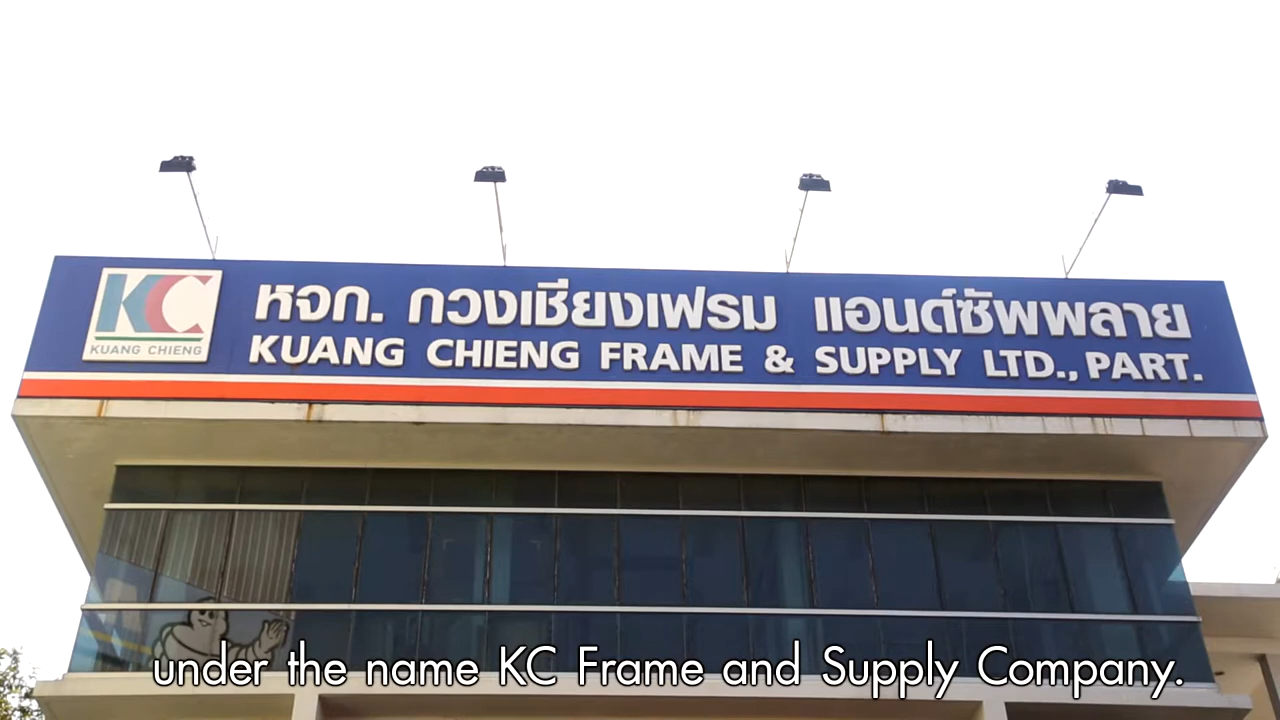 KC
KUANG CHIENG
หจก. กวงเชียงเฟรม แอนด์ซัพพลาย
KUANG CHIENG FRAME & SUPPLY LTD., PART.
under the name KC Frame and Supply Company.